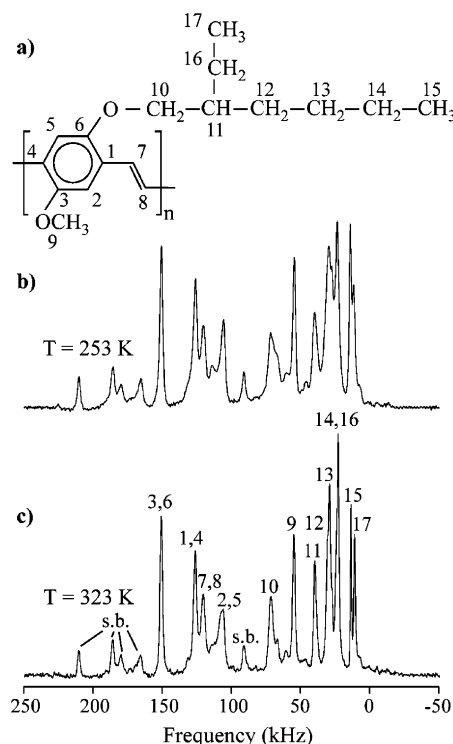 a)
17
CH₃
16
CH₂
10 12 13 14 15
O CH₂ CH₂ CH₂ CH₂ CH₃
11
5 6
4 1 7
3 2 8
n
OCH₃
9
b)
T = 253 K
14,16
13
3,6
c)
12 15
9
1,4
11 17
T = 323 K
7,8
10
s.b.
2,5
s.b.
250 200 150 100 50 0 -50
Frequency (kHz)